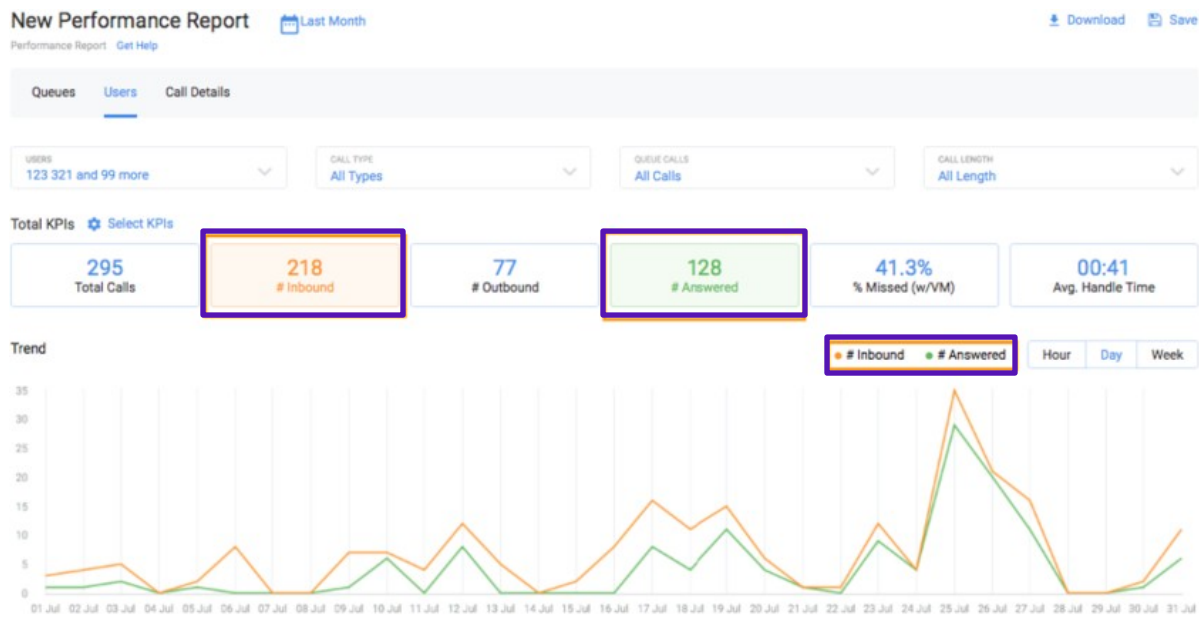 New Performance Report Last Month Download Save
Performance Report Get Help
Queues Users Call Details
USERS CALL TYPE QUEUE CALLS CALL LENGTH
123 321 and 99 more All Types All Calls All Length
Total KPIs Select KPIs
295 218 77 128 41.3% 00:41
Total Calls # Inbound # Outbound # Answered % Missed (w/VM) Avg. Handle Time
Trend # Inbound # Answered Hour Day Week
35
30
25
20
15
10
5
0
01 Jul 02 Jul 03 Jul 04 Jul 05 Jul 06 Jul 07 Jul 08 Jul 09 Jul 10 Jul 11 Jul 12 Jul 13 Jul 14 Jul 15 Jul 16 Jul 17 Jul 18 Jul 19 Jul 20 Jul 21 Jul 22 Jul 23 Jul 24 Jul 25 Jul 26 Jul 27 Jul 28 Jul 29 Jul 30 Jul 31 Jul